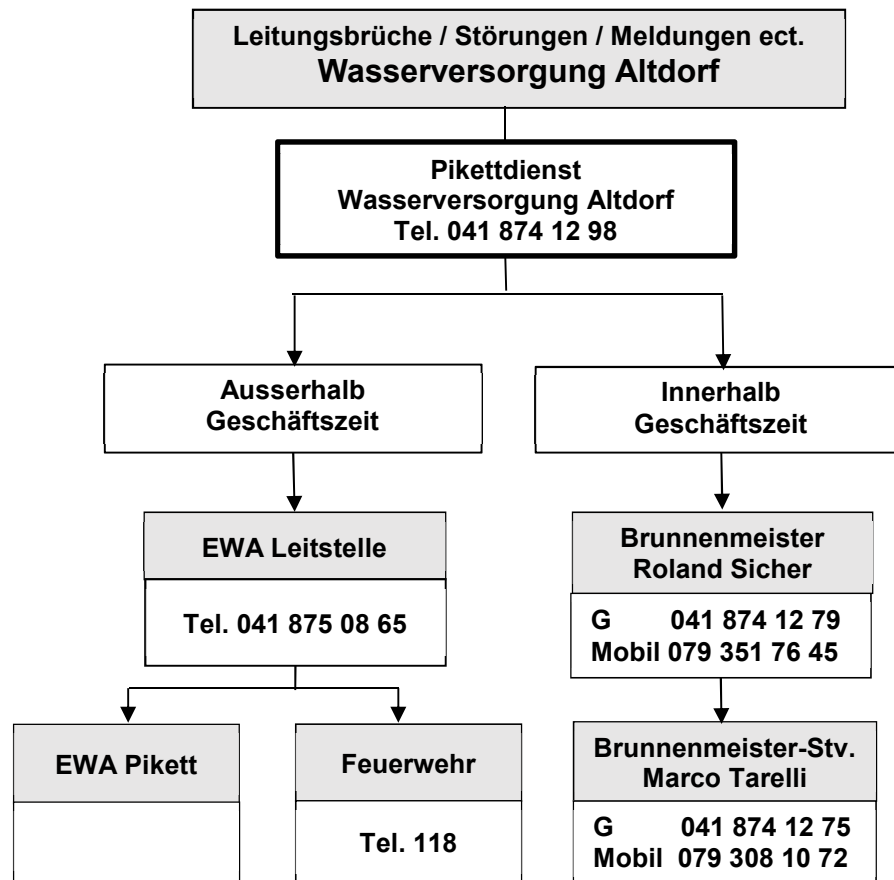 Leitungsbrüche / Störungen / Meldungen ect.
Wasserversorgung Altdorf
Pikettdienst
Wasserversorgung Altdorf
Tel. 041 874 12 98
Ausserhalb
Geschäftszeit
Innerhalb
Geschäftszeit
EWA Leitstelle
Tel. 041 875 08 65
Brunnenmeister
Roland Sicher
G 041 874 12 79
Mobil 079 351 76 45
EWA Pikett
Feuerwehr
Tel. 118
Brunnenmeister-Stv.
Marco Tarelli
G 041 874 12 75
Mobil 079 308 10 72